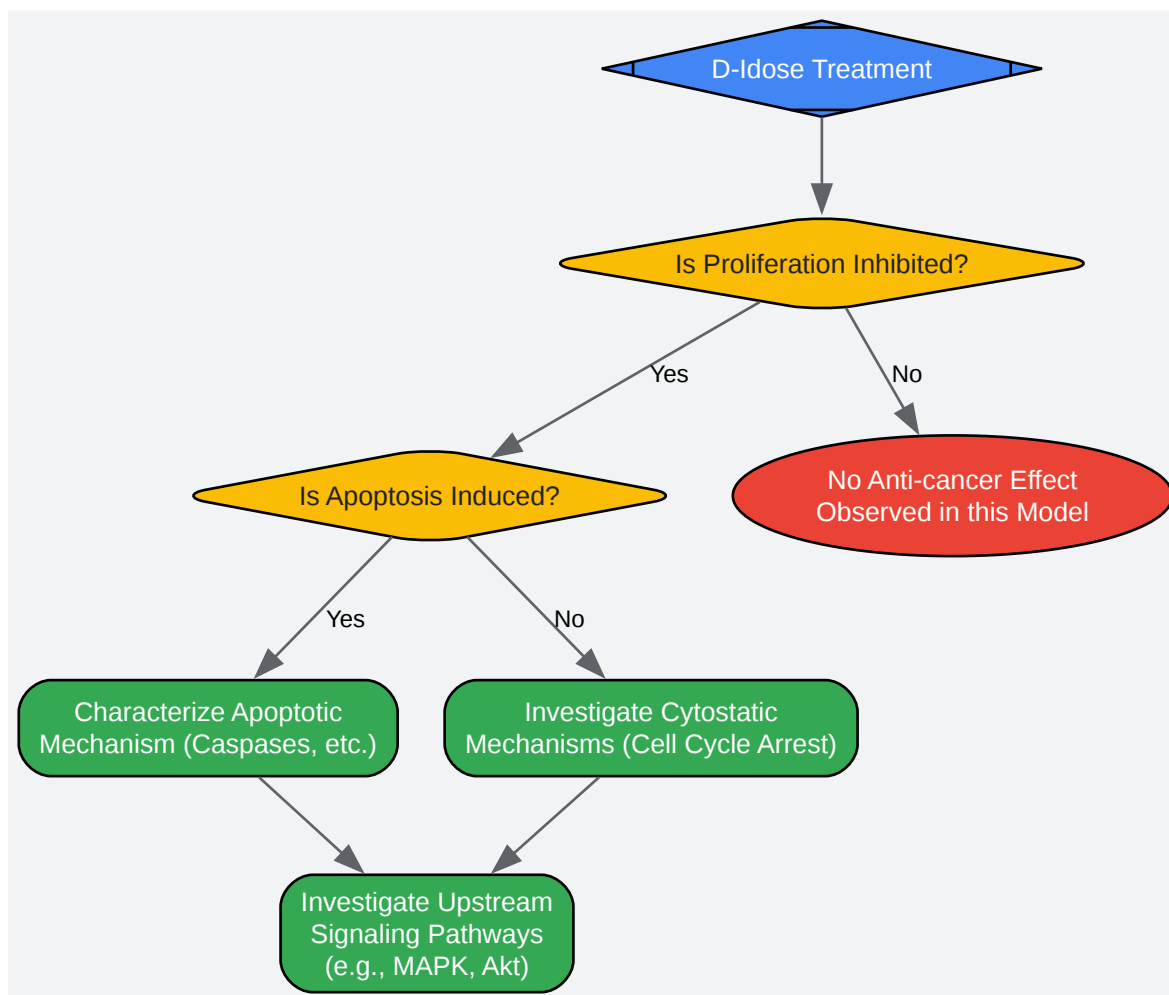 D-Idose Treatment
Is Proliferation Inhibited?
Yes
No
Is Apoptosis Induced?
No Anti-cancer Effect
Observed in this Model
Yes
No
Characterize Apoptotic
Mechanism (Caspases, etc.)
Investigate Cytostatic
Mechanisms (Cell Cycle Arrest)
Investigate Upstream
Signaling Pathways
(e.g., MAPK, Akt)